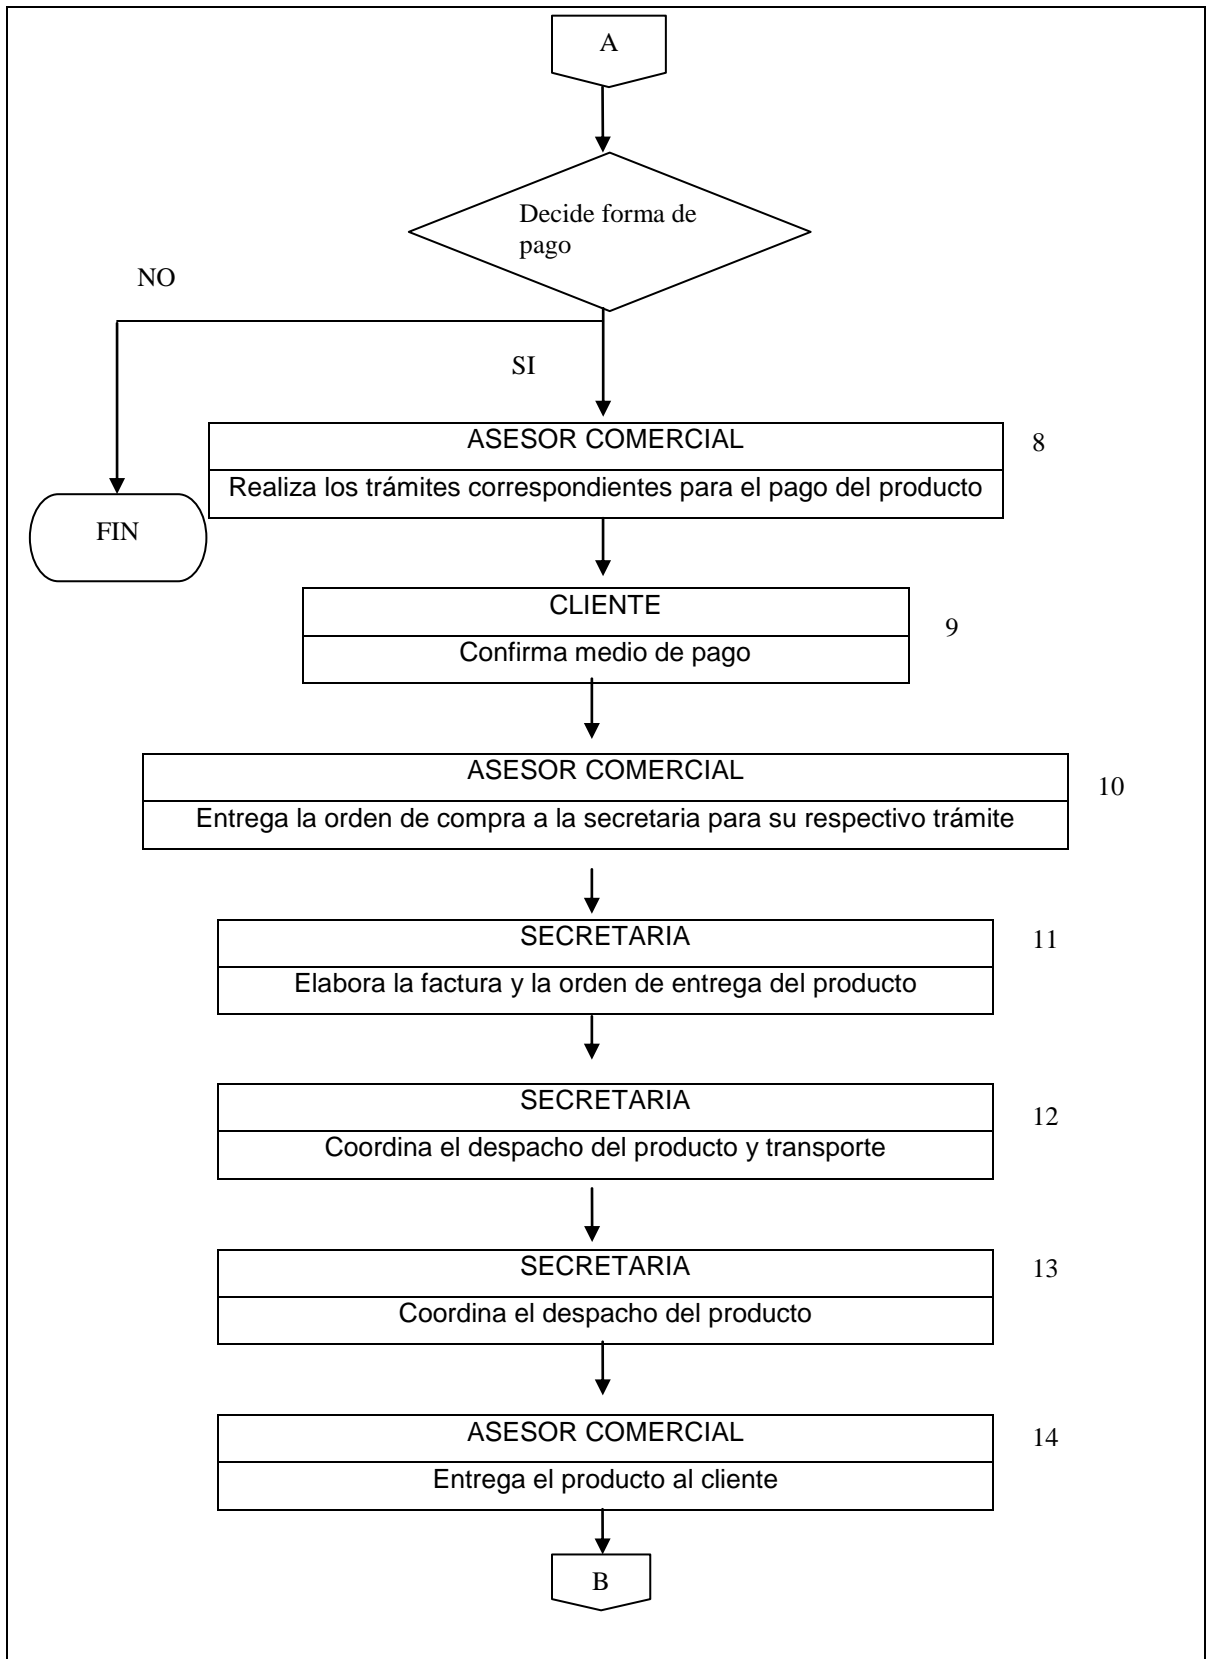 A
Decide forma de
pago
NO
SI
ASESOR COMERCIAL
8
Realiza los trámites correspondientes para el pago del producto
FIN
CLIENTE
9
Confirma medio de pago
ASESOR COMERCIAL
10
Entrega la orden de compra a la secretaria para su respectivo trámite
SECRETARIA
11
Elabora la factura y la orden de entrega del producto
SECRETARIA
12
Coordina el despacho del producto y transporte
SECRETARIA
13
Coordina el despacho del producto
ASESOR COMERCIAL
14
Entrega el producto al cliente
B